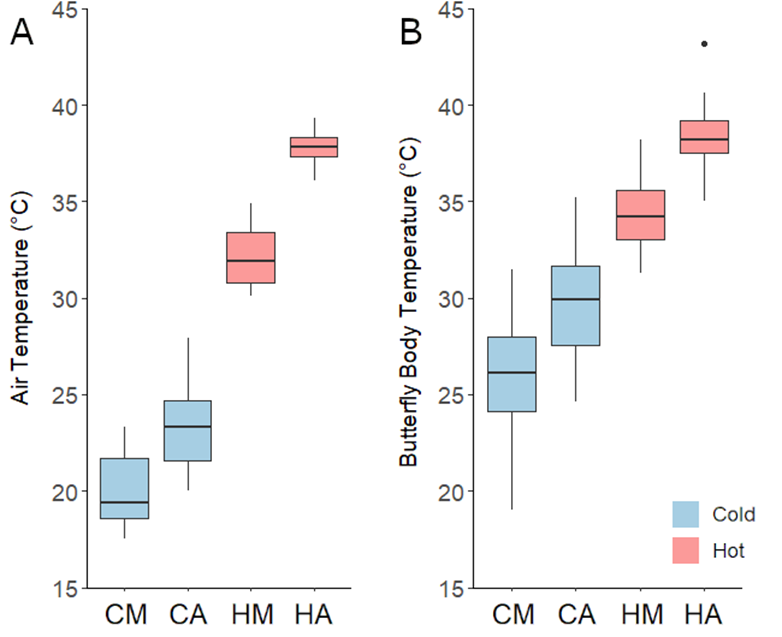 A
Air Temperature (°C)
45
40
35
30
25
20
15
CM CA HM HA
B
Butterfly Body Temperature (°C)
45
40
35
30
25
20
15
CM CA HM HA
Cold
Hot